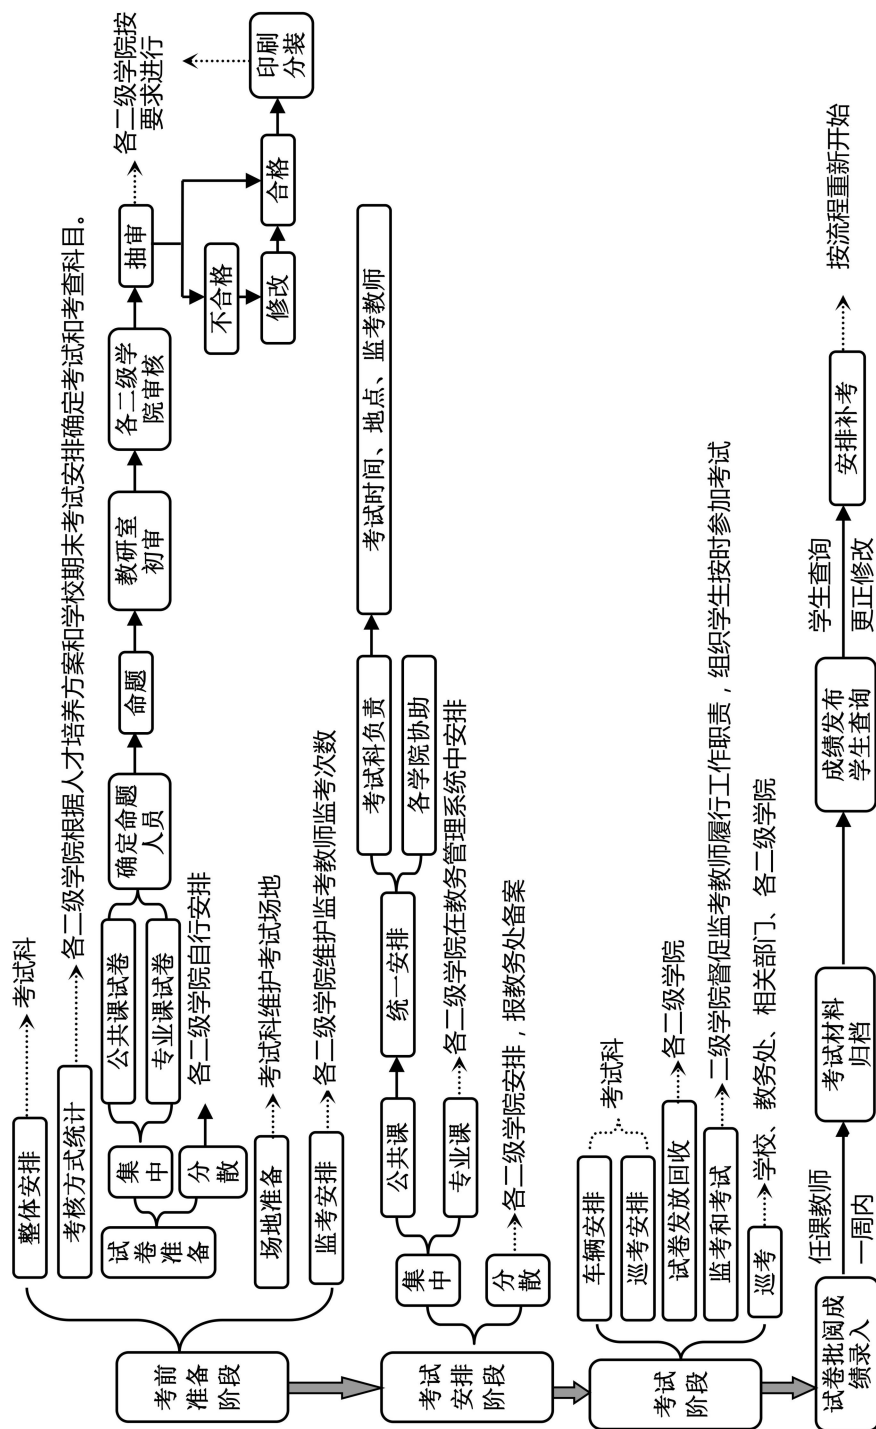 考前
准备
阶段
整体安排
考试科
考核方式统计
各二级学院根据人才培养方案和学校期末考试安排确定考试和考查科目。
试卷
准备
集中
公共课试卷
专业课试卷
确定命题
人员
命题
教研室
初审
各二级学
院审核
抽审
各二级学院按
要求进行
不合格
修改
合格
印刷
分装
分散
各二级学院自行安排
场地准备
考试科维护考试场地
监考安排
各二级学院维护监考教师监考次数
考试
安排
阶段
集中
公共课
统一安排
考试科负责
各学院协助
考试时间、地点、监考教师
专业课
各二级学院在教务管理系统中安排
分散
各二级学院安排，报教务处备案
考试
阶段
车辆安排
巡考安排
考试科
试卷发放回收
各二级学院
监考和考试
二级学院督促监考教师履行工作职责，组织学生按时参加考试
巡考
学校、教务处、相关部门、各二级学院
试卷批阅成
绩录入
任课教师
一周内
考试材料
归档
成绩发布
学生查询
学生查询
更正修改
安排补考
按流程重新开始